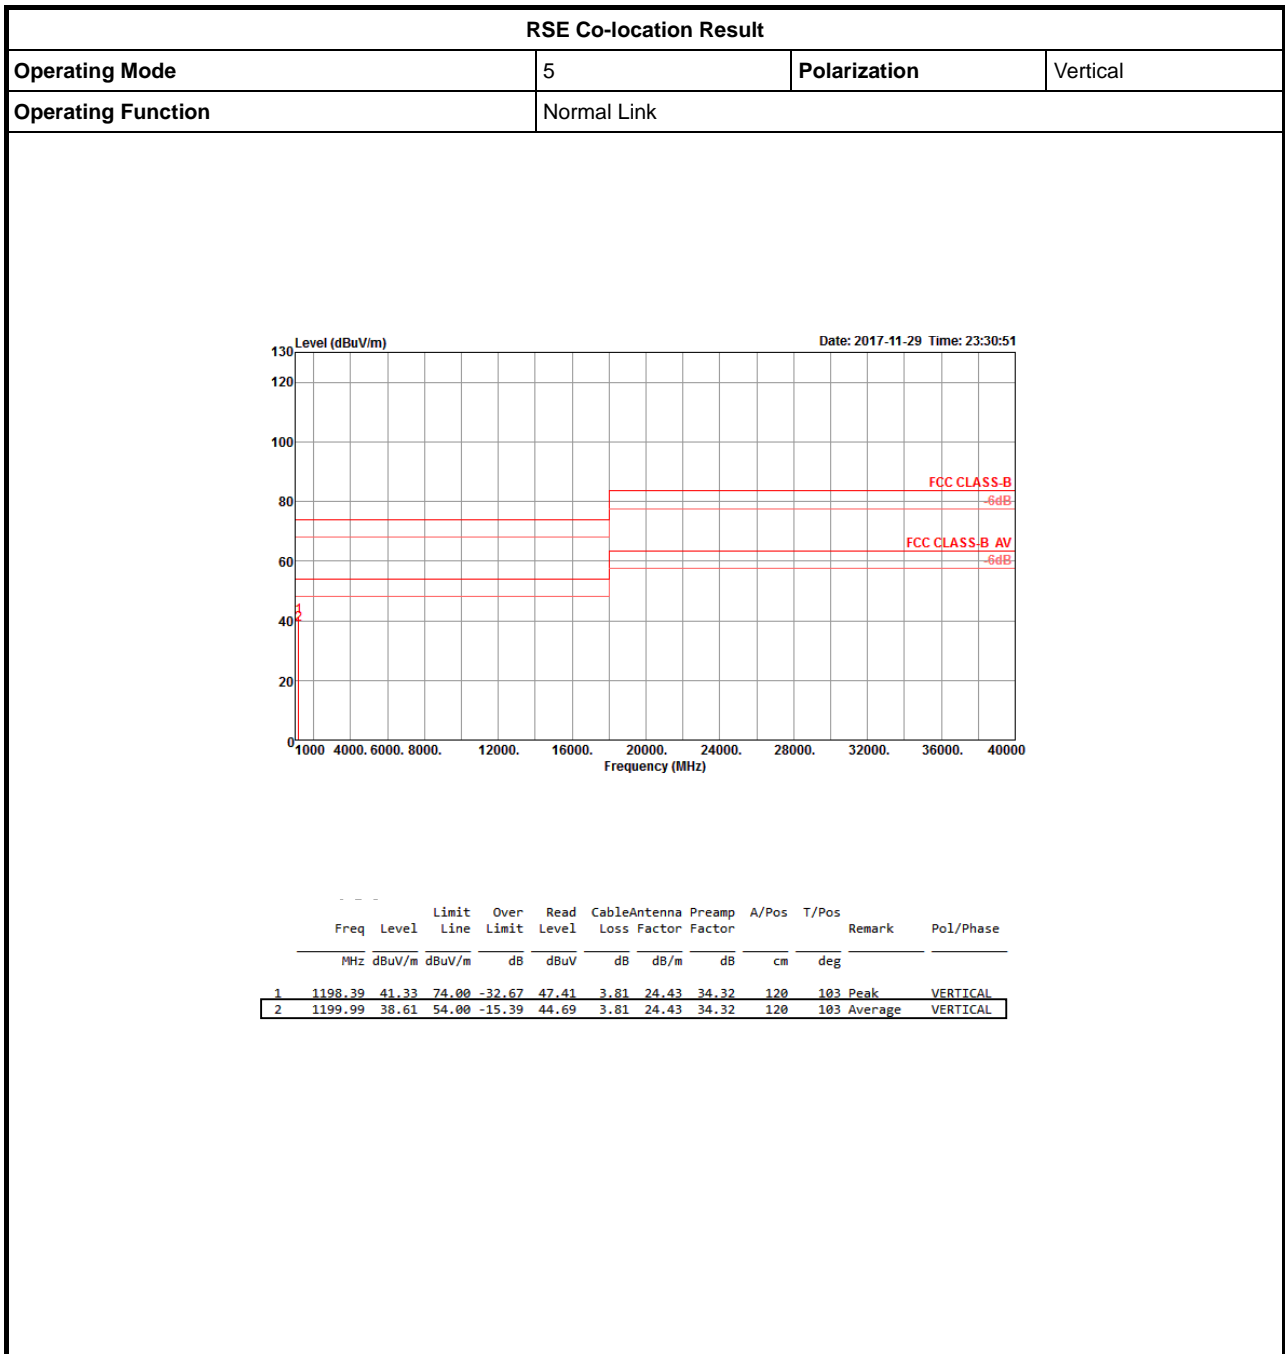 RSE Co-location Result
Operating Mode 5 Polarization Vertical
Operating Function Normal Link
Level (dBuV/m) Date: 2017-11-29 Time: 23:30:51
130
120
100
FCC CLASS-B
80 -6dB
FCC CLASS-B AV
60 -6dB
1
40 2
20
0
1000 4000. 6000. 8000. 12000. 16000. 20000. 24000. 28000. 32000. 36000. 40000
Frequency (MHz)
Limit Over Read CableAntenna Preamp A/Pos T/Pos
Freq Level Line Limit Level Loss Factor Factor Remark Pol/Phase
MHz dBuV/m dBuV/m dB dBuV dB dB/m dB cm deg
1 1198.39 41.33 74.00 -32.67 47.41 3.81 24.43 34.32 120 103 Peak VERTICAL
2 1199.99 38.61 54.00 -15.39 44.69 3.81 24.43 34.32 120 103 Average VERTICAL